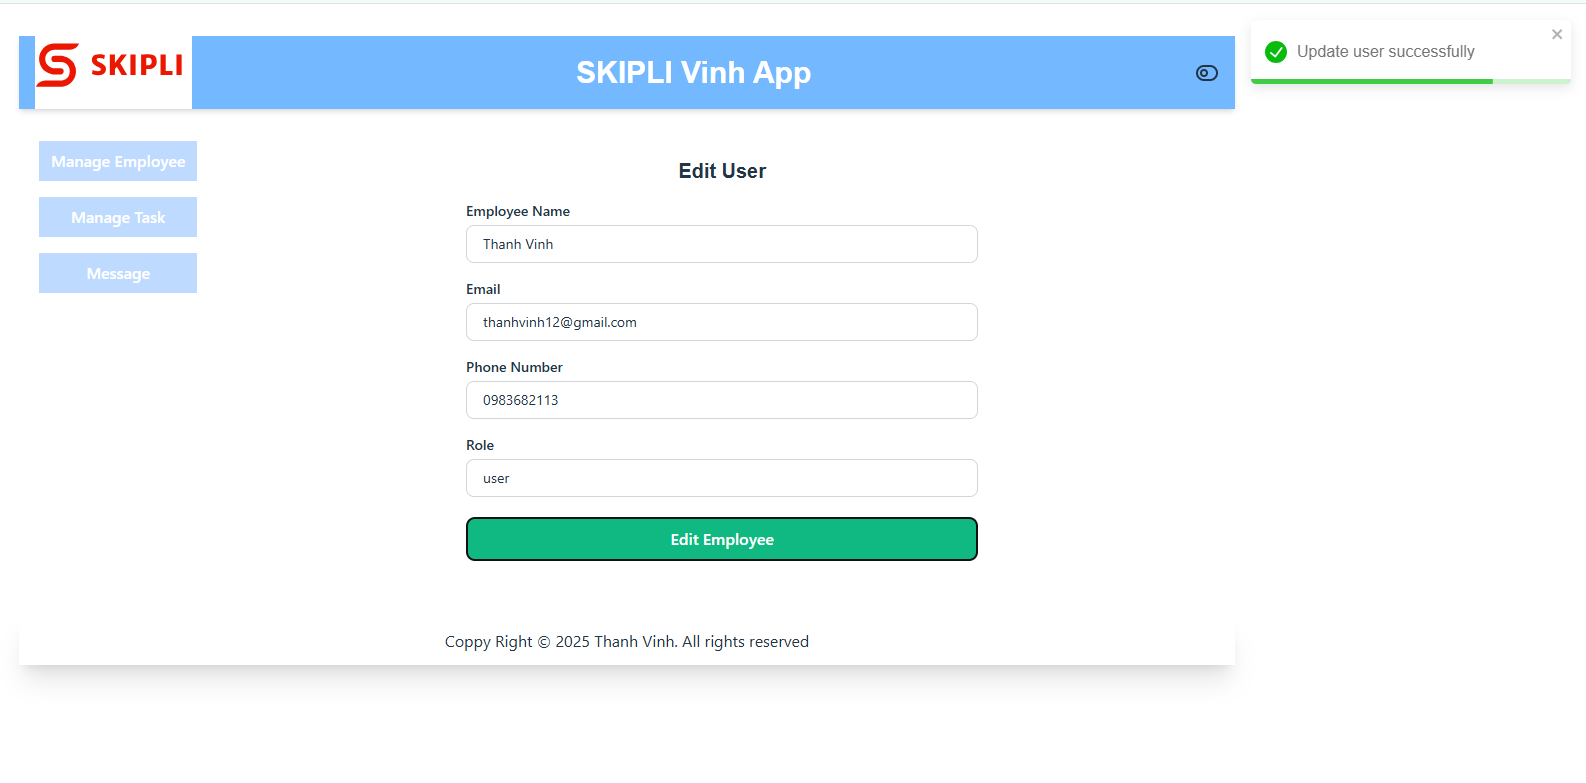 SKIPLI
SKIPLI Vinh App
Update user successfully
Manage Employee
Manage Task
Message
Edit User
Employee Name
Thanh Vinh
Email
thanhvinh12@gmail.com
Phone Number
0983682113
Role
user
Edit Employee
Coppy Right © 2025 Thanh Vinh. All rights reserved